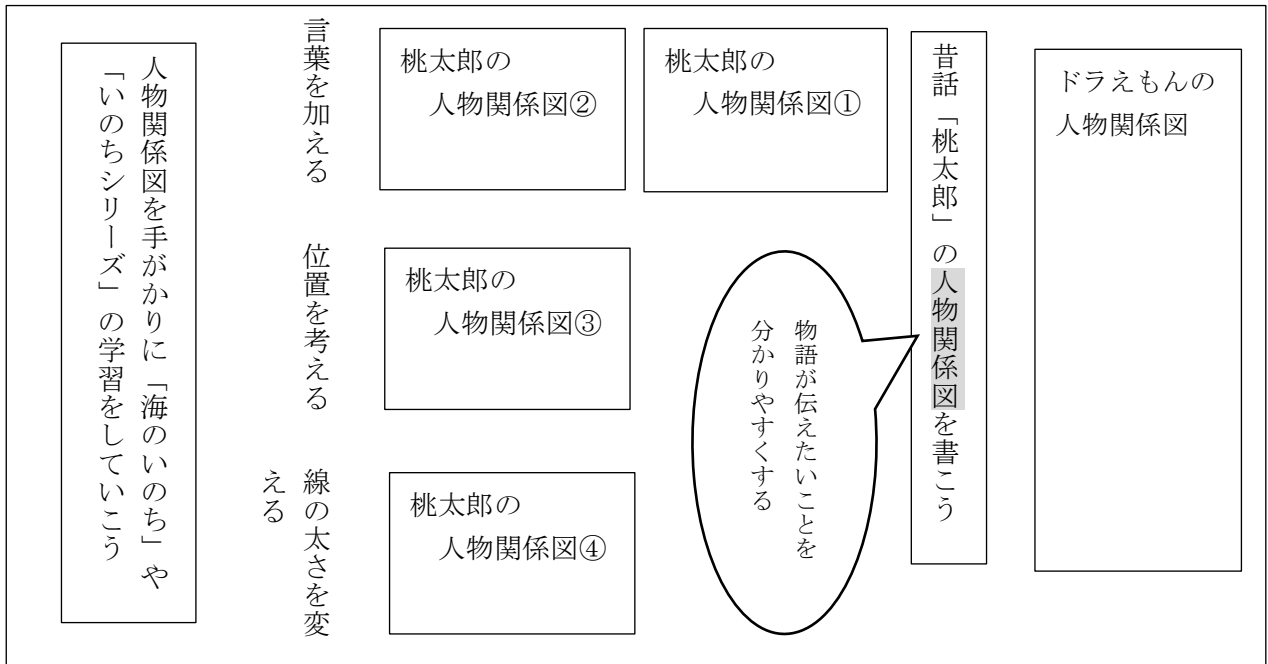 ドラえもんの
人物関係図
昔話「桃太郎」の人物関係図を書こう
物語が伝えたいことを
分かりやすくする
桃太郎の
人物関係図①
桃太郎の
人物関係図②
桃太郎の
人物関係図③
桃太郎の
人物関係図④
言葉を加える
位置を考える
線の太さを変
える
人物関係図を手がかりに「海のいのち」や
「いのちシリーズ」の学習をしていこう